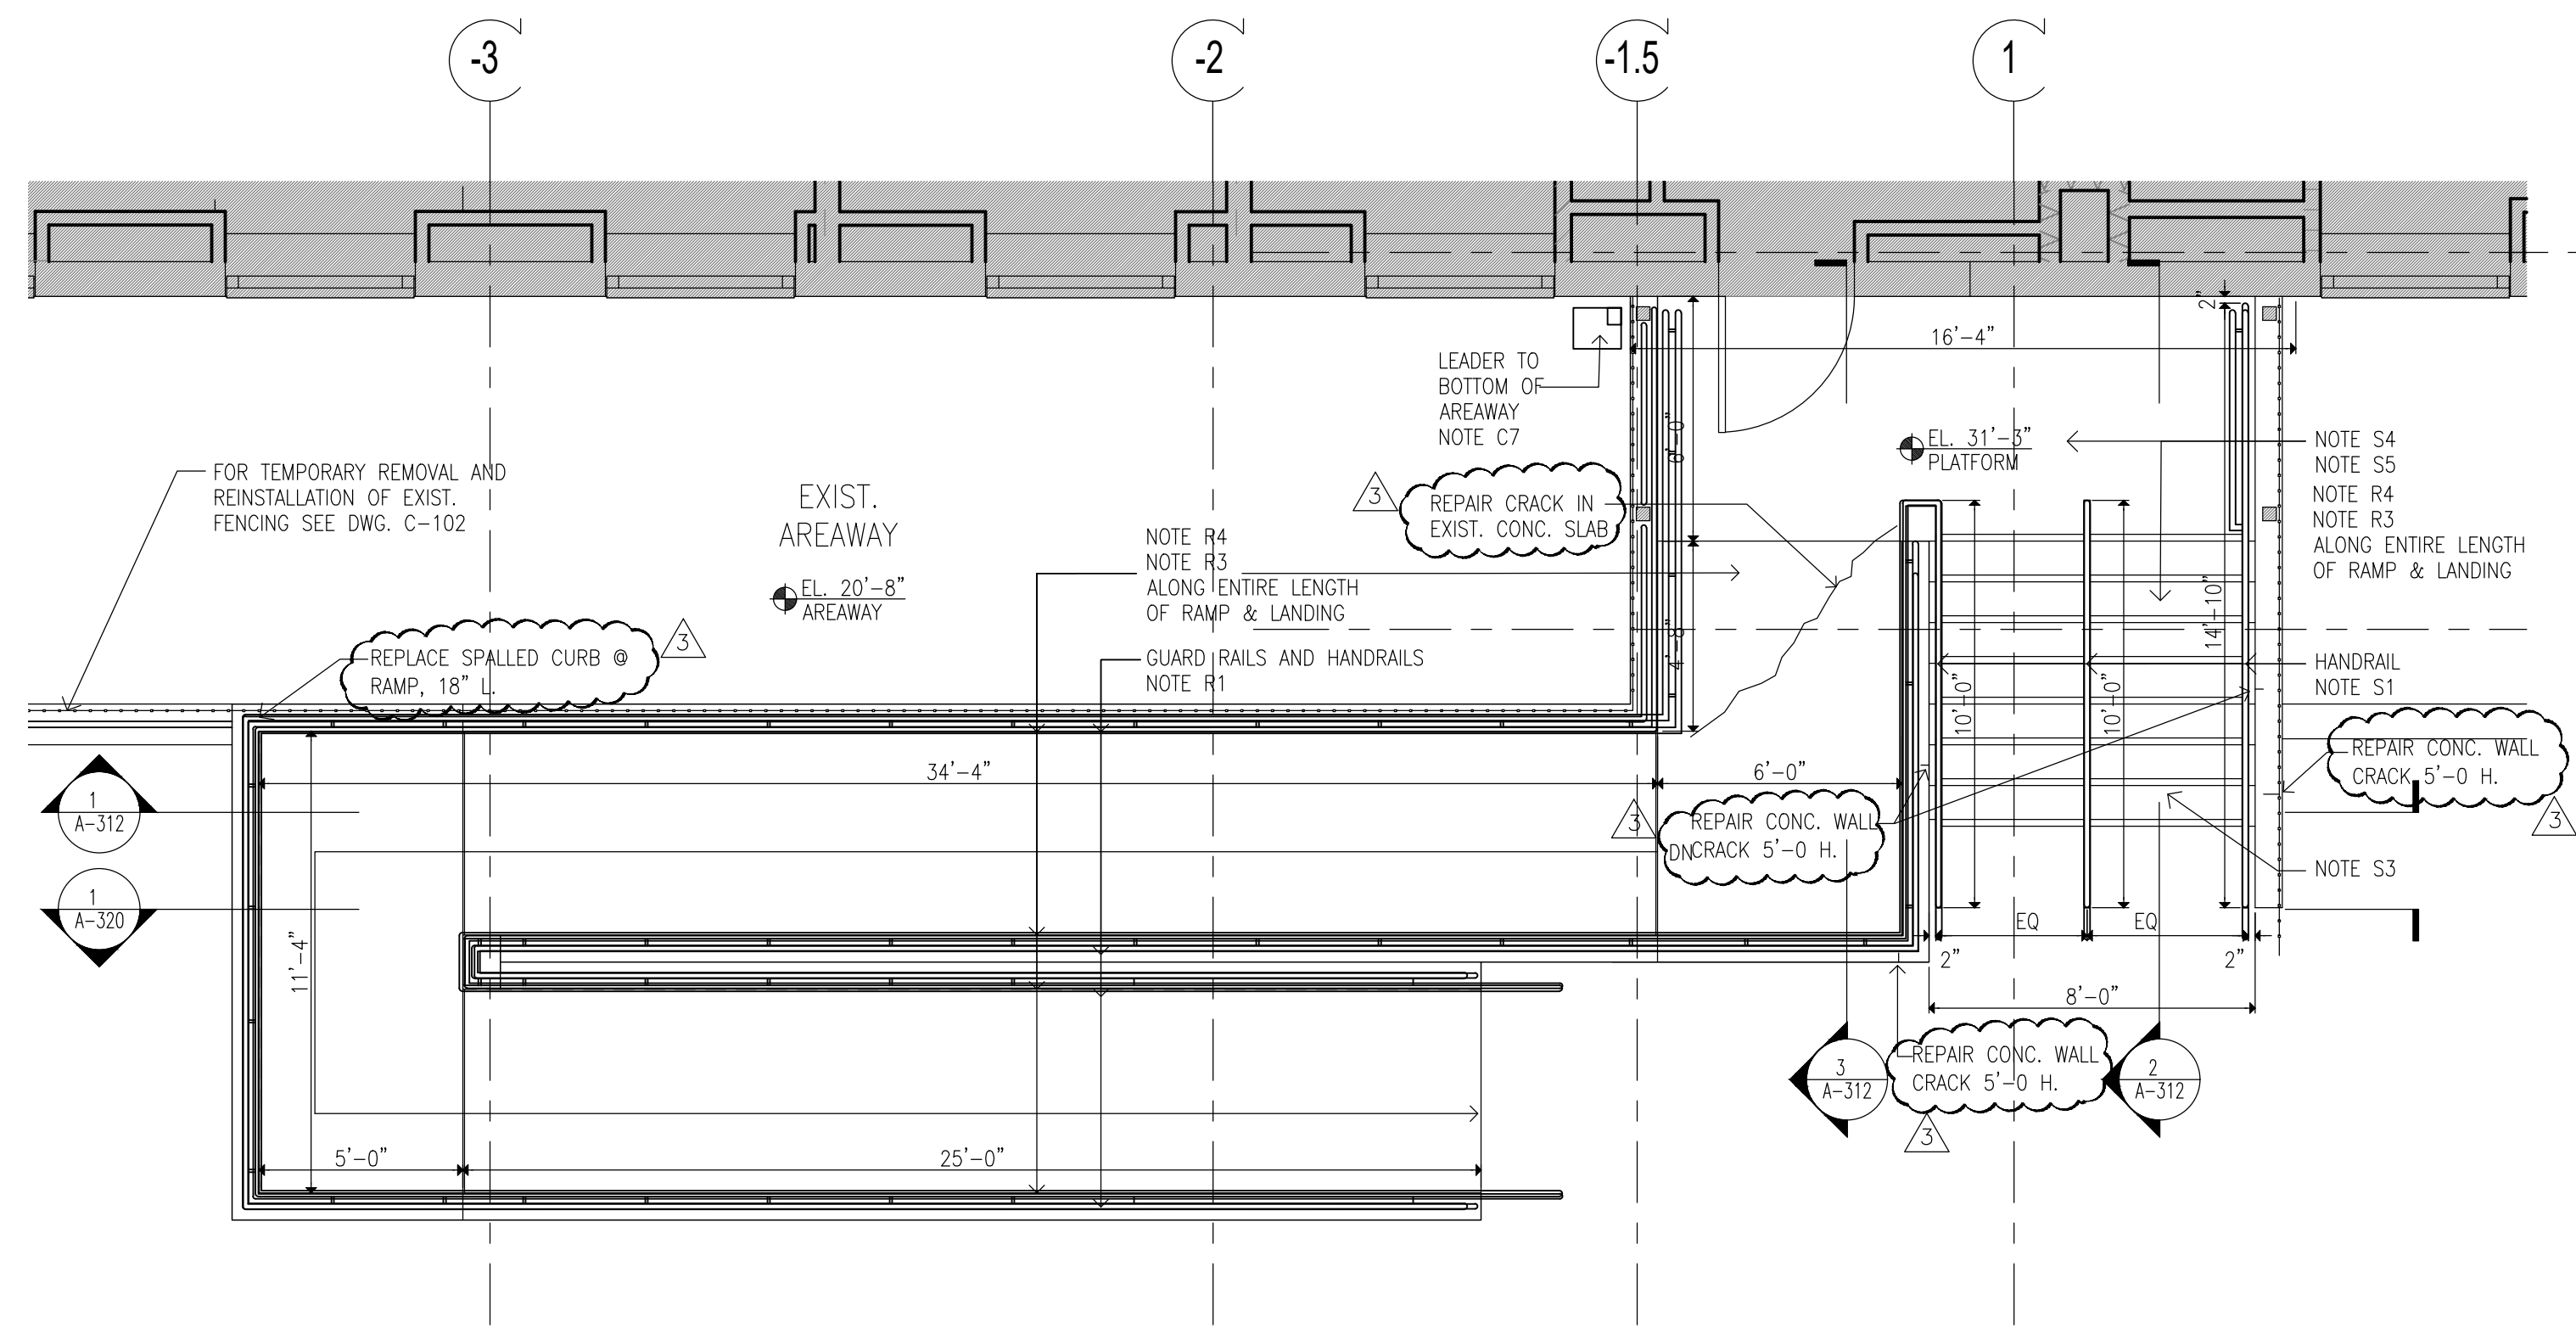 -3
-2
-1.5
1
2"
16'-4"
LEADER TO
BOTTOM OF
AREAWAY
NOTE C7
6'-0"
EL. 31'-3"
PLATFORM
NOTE S4
NOTE S5
NOTE R4
NOTE R3
ALONG ENTIRE LENGTH
OF RAMP & LANDING
FOR TEMPORARY REMOVAL AND
REINSTALLATION OF EXIST.
FENCING SEE DWG. C-102
EXIST.
AREAWAY
EL. 20'-8"
AREAWAY
3
REPAIR CRACK IN
EXIST. CONC. SLAB
NOTE R4
NOTE R3
ALONG ENTIRE LENGTH
OF RAMP & LANDING
GUARD RAILS AND HANDRAILS
NOTE R1
REPLACE SPALLED CURB @
RAMP, 18" L.
3
4'-8"
14'-10"
10'-0"
10'-0"
HANDRAIL
NOTE S1
REPAIR CONC. WALL
CRACK 5'-0 H.
3
34'-4"
6'-0"
1
A-312
1
A-320
3
REPAIR CONC. WALL
CRACK 5'-0 H.
DN
NOTE S3
EQ
EQ
2"
2"
8'-0"
11'-4"
5'-0"
25'-0"
3
A-312
REPAIR CONC. WALL
CRACK 5'-0 H.
3
2
A-312